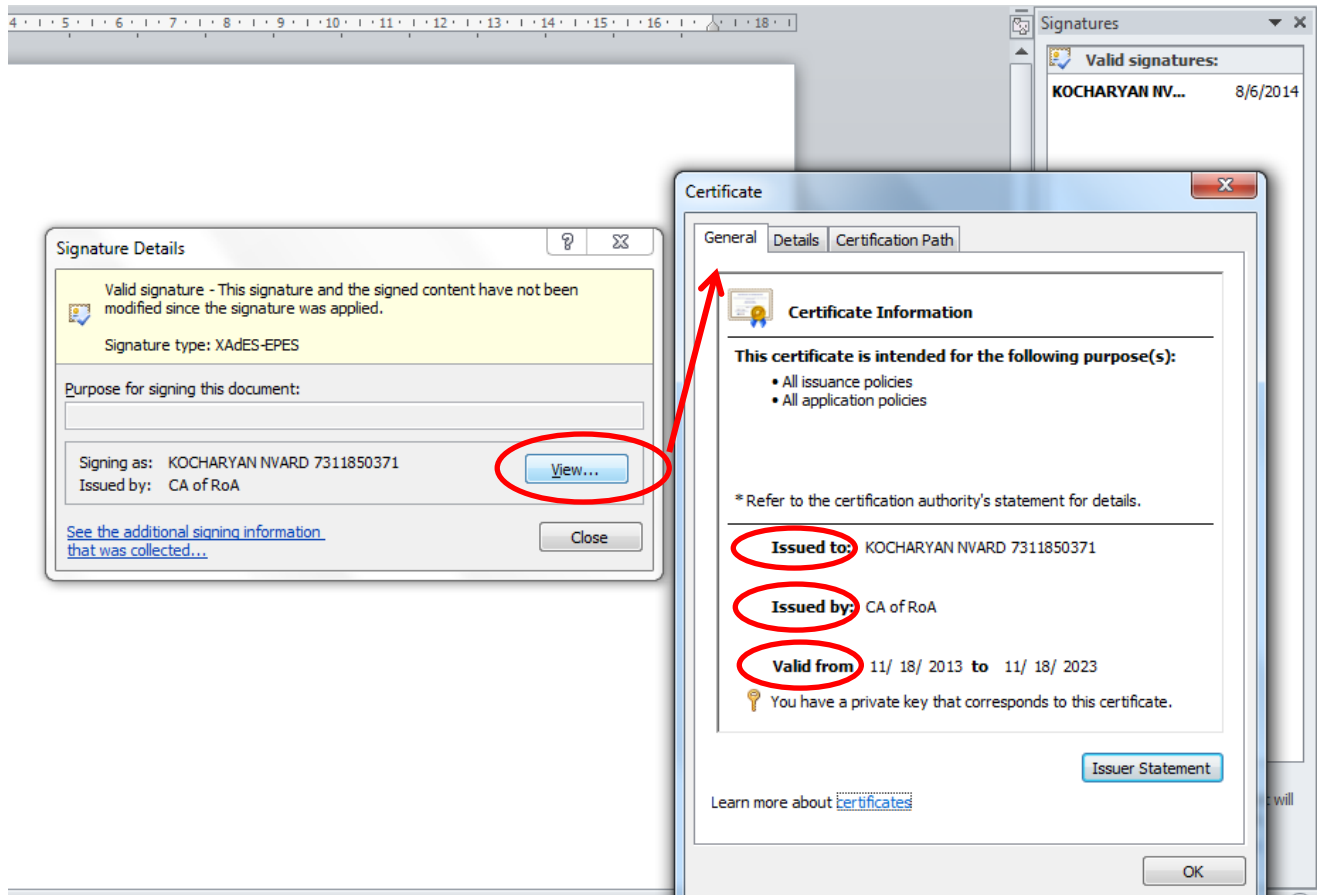 4 · 5 · 6 · 7 · 8 · 9 · 10 · 11 · 12 · 13 · 14 · 15 · 16 · 18
Signatures
Valid signatures:
KOCHARYAN NV... 8/6/2014
Signature Details
Valid signature - This signature and the signed content have not been
modified since the signature was applied.
Signature type: XAdES-EPES
Purpose for signing this document:
Signing as: KOCHARYAN NVARD 7311850371
View...
Issued by: CA of RoA
See the additional signing information
that was collected...
Close
Certificate
General Details Certification Path
Certificate Information
This certificate is intended for the following purpose(s):
• All issuance policies
• All application policies
* Refer to the certification authority's statement for details.
Issued to: KOCHARYAN NVARD 7311850371
Issued by: CA of RoA
Valid from 11/ 18/ 2013 to 11/ 18/ 2023
You have a private key that corresponds to this certificate.
Issuer Statement
Learn more about certificates
OK
will